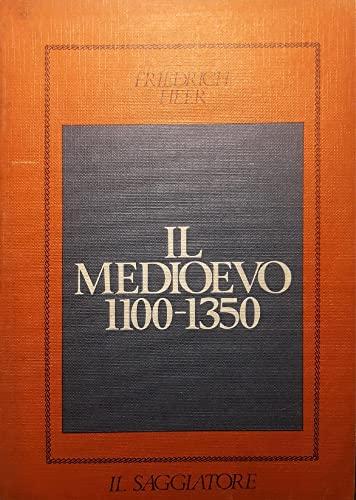 FRIEDRICH
HEER
IL
MEDIOEVO
1100-1350
IL SAGGIATORE